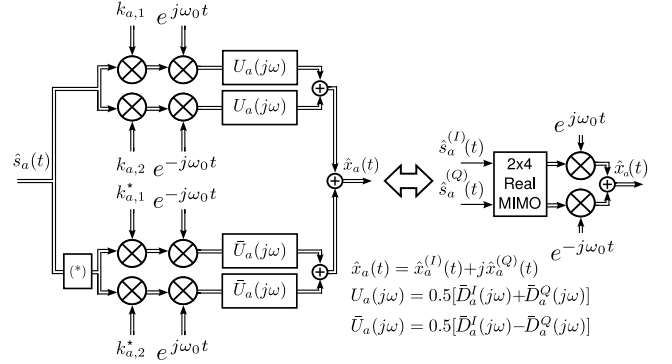 k_{a,1} e^{jω_0 t}
U_a(jω)
U_a(jω)
k_{a,2} e^{-jω_0 t}
ŝ_a(t)
k^*_{a,1} e^{-jω_0 t}
x̂_a(t)
(*)
Ū_a(jω)
Ū_a(jω)
k^⋆_{a,2} e^{jω_0 t}
e^{jω_0 t}
ŝ_a^{(I)}(t)
ŝ_a^{(Q)}(t)
2x4
Real
MIMO
x̂_a(t)
e^{-jω_0 t}
x̂_a(t) = x̂_a^{(I)}(t)+jx̂_a^{(Q)}(t)
U_a(jω) = 0.5[D̄_a^I(jω)+D̄_a^Q(jω)]
Ū_a(jω) = 0.5[D̄_a^I(jω)−D̄_a^Q(jω)]